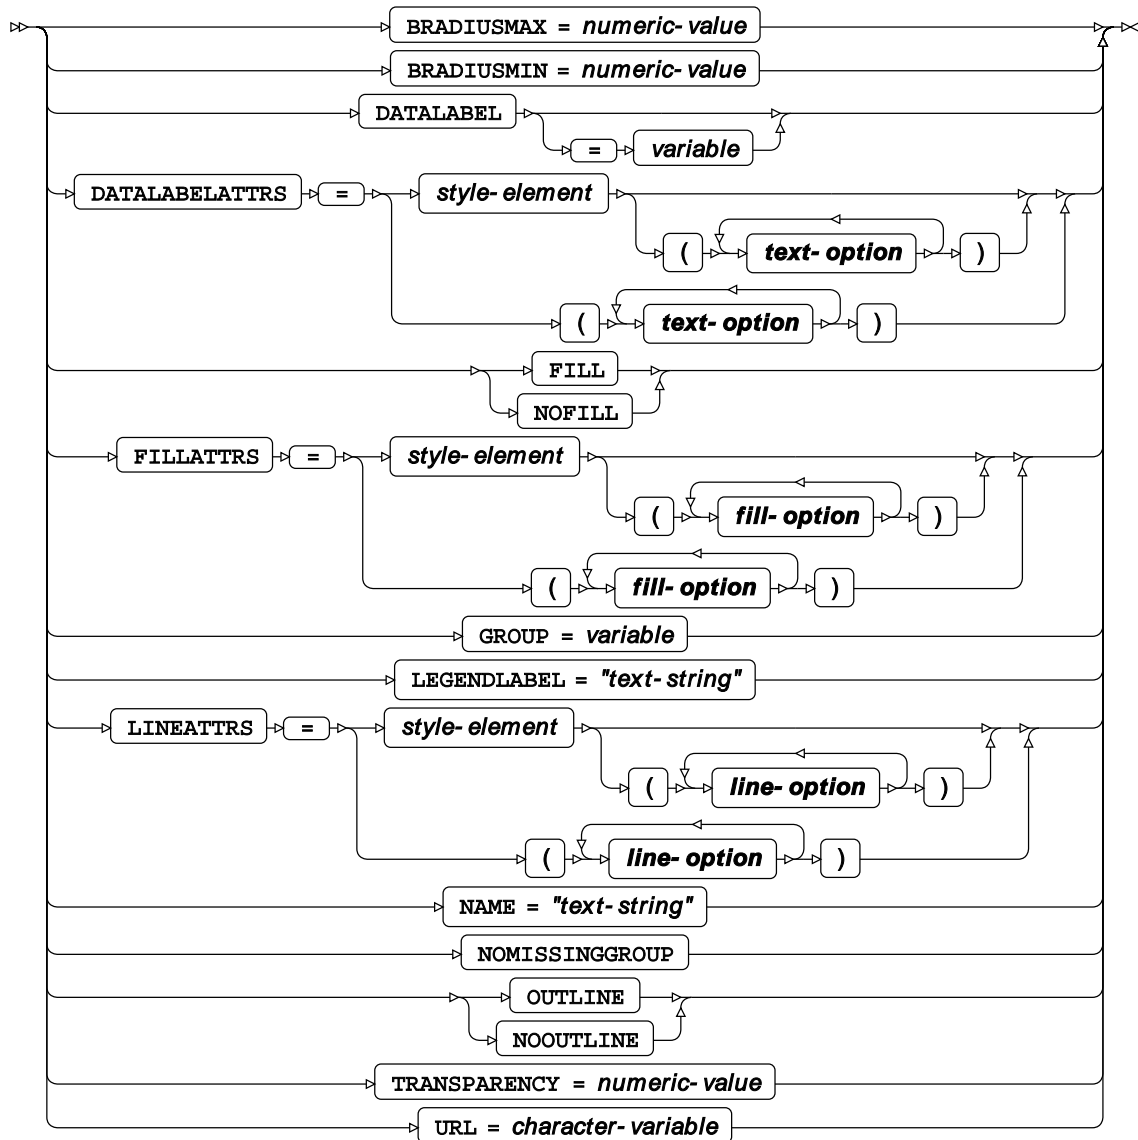 BRADIUSMAX = numeric-value
BRADIUSMIN = numeric-value
DATALABEL
= variable
DATALABELATTRS = style-element
( text-option )
( text-option )
FILL
NOFILL
FILLATTRS = style-element
( fill-option )
( fill-option )
GROUP = variable
LEGENDLABEL = "text-string"
LINEATTRS = style-element
( line-option )
( line-option )
NAME = "text-string"
NOMISSINGGROUP
OUTLINE
NOOUTLINE
TRANSPARENCY = numeric-value
URL = character-variable